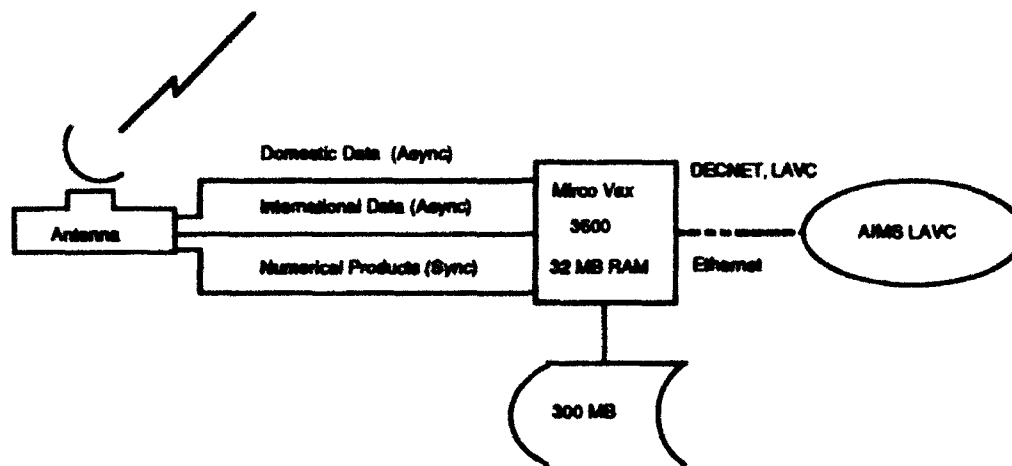 Domestic Data (Async)
International Data (Async)
Numerical Products (Sync)
Antenna
Mirco Vax
3600
32 MB RAM
DECNET, LAVC
Ethernet
AIMS LAVC
300 MB